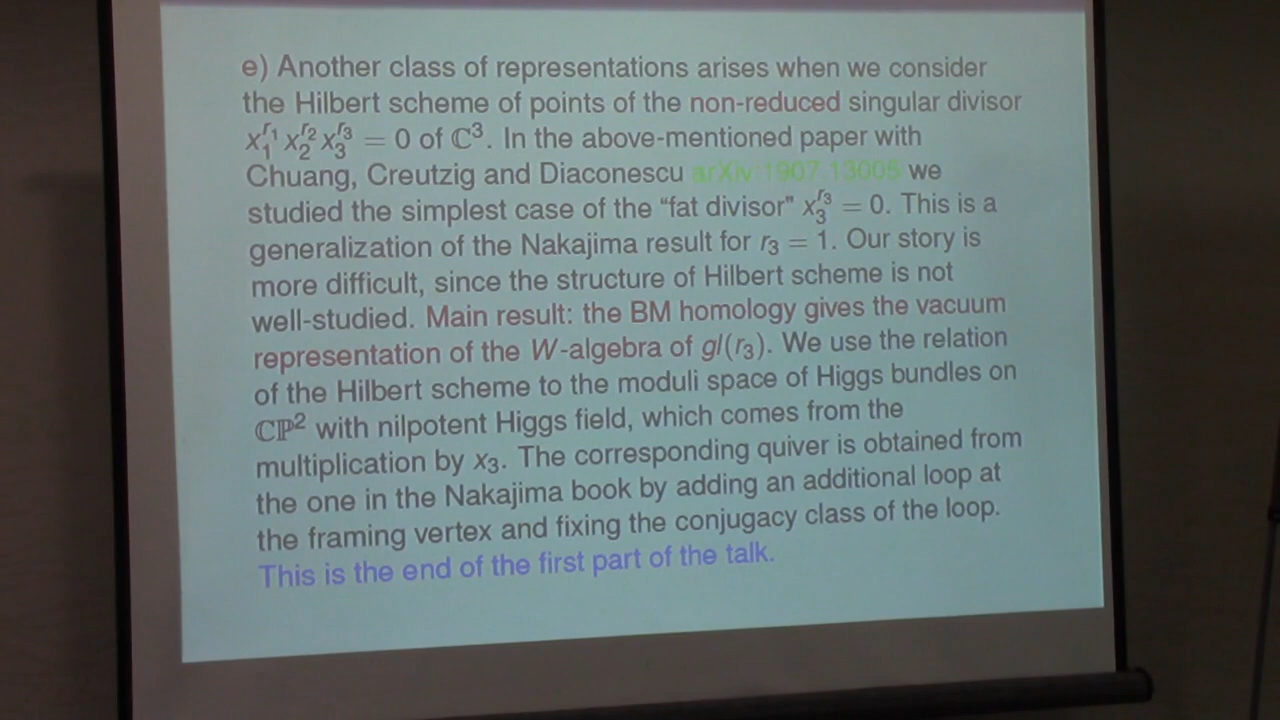 e) Another class of representations arises when we consider
the Hilbert scheme of points of the non-reduced singular divisor
x₁^{r₁} x₂^{r₂} x₃^{r₃} = 0 of ℂ³. In the above-mentioned paper with
Chuang, Creutzig and Diaconescu arXiv:1907.13005 we
studied the simplest case of the “fat divisor” x₃^{r₃} = 0. This is a
generalization of the Nakajima result for r₃ = 1. Our story is
more difficult, since the structure of Hilbert scheme is not
well-studied. Main result: the BM homology gives the vacuum
representation of the W-algebra of gl(r₃). We use the relation
of the Hilbert scheme to the moduli space of Higgs bundles on
ℂℙ² with nilpotent Higgs field, which comes from the
multiplication by x₃. The corresponding quiver is obtained from
the one in the Nakajima book by adding an additional loop at
the framing vertex and fixing the conjugacy class of the loop.
This is the end of the first part of the talk.